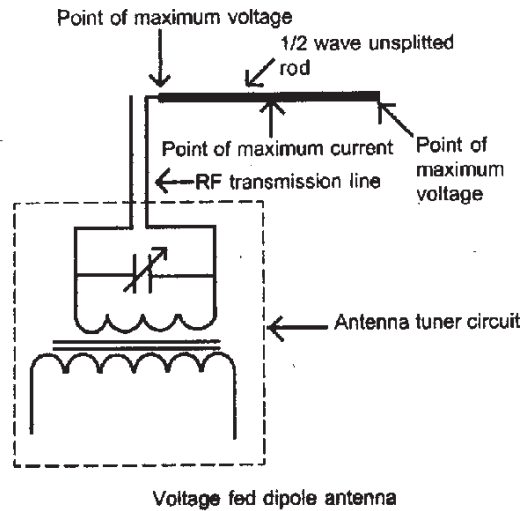 Point of maximum voltage
1/2 wave unsplitted
rod
Point of maximum current
Point of
maximum
voltage
RF transmission line
Antenna tuner circuit
Voltage fed dipole antenna